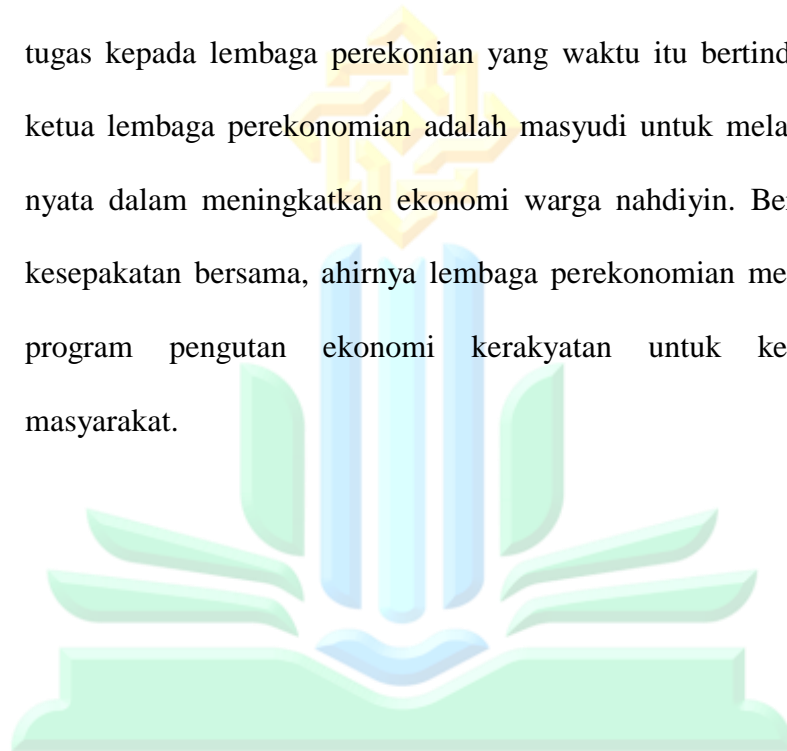 tugas kepada lembaga perekonian yang waktu itu bertind
ketua lembaga perekonomian adalah masyudi untuk mela
nyata dalam meningkatkan ekonomi warga nahdiyin. Be
kesepakatan bersama, ahirnya lembaga perekonomian me
program pengutan ekonomi kerakyatan untuk ke
masyarakat.